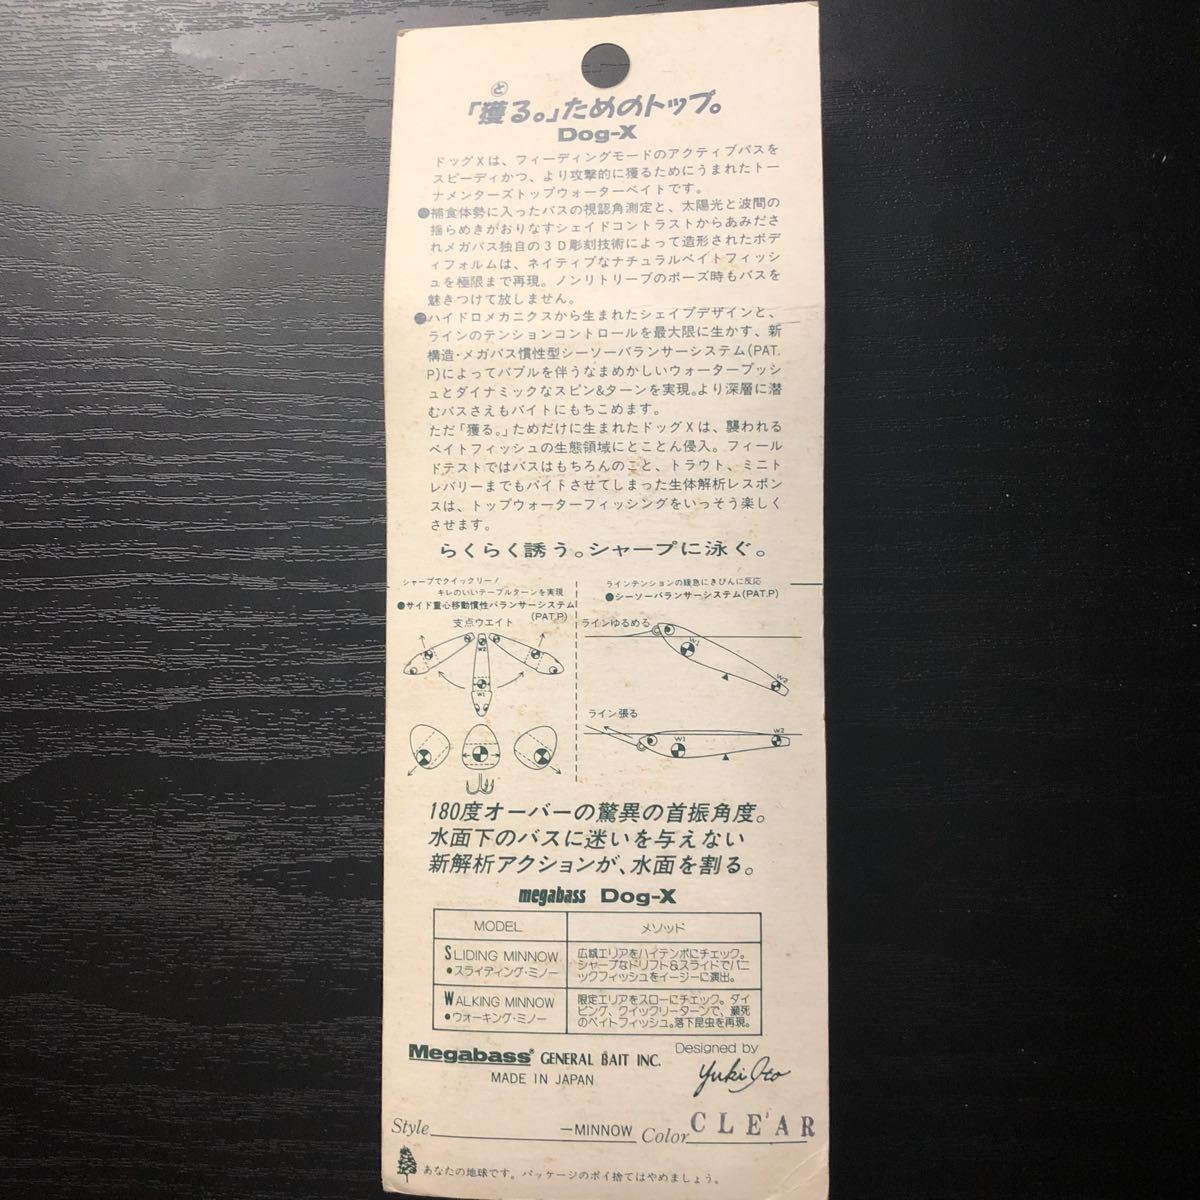 と
「獲る。」ためのトップ。
Dog-X
ドッグXは、フィーディングモードのアクティブバスを
スピーディかつ、より攻撃的に獲るためにうまれたトー
ナメンターズトップウォーターベイトです。
●補食体勢に入ったバスの視認角測定と、太陽光と波間の
揺らめきがおりなすシェイドコントラストからあみださ
れメガバス独自の3D彫刻技術によって造形されたボデ
ィフォルムは、ネイティブなナチュラルベイトフィッシ
ュを極限まで再現。ノンリトリーブのポーズ時もバスを
魅きつけて放しません。
●ハイドロメカニクスから生まれたシェイプデザインと、
ラインのテンションコントロールを最大限に生かす、新
構造・メガバス慣性型シーソーバランサーシステム(PAT.
P)によってバブルを伴うなまめかしいウォータープッシ
ュとダイナミックなスピン&ターンを実現。より深層に潜
むバスさえもバイトにもちこめます。
ただ「獲る。」ためだけに生まれたドッグXは、襲われる
ベイトフィッシュの生態領域にとことん侵入。フィール
ドテストではバスはもちろんのこと、トラウト、ミニト
レバリーまでもバイトさせてしまった生体解析レスポン
スは、トップウォーターフィッシングをいっそう楽しく
させます。
らくらく誘う。シャープに泳ぐ。
シャープでクイックリーノ
キレのいいテーブルターンを実現
●サイド重心移動慣性バランサーシステム
(PAT.P)
支点ウエイト
W2
W1
ラインテンションの緩急にきびんに反応
●シーソーバランサーシステム(PAT.P)
ラインゆるめる
W1
W2
ライン張る
W1
W2
180度オーバーの驚異の首振角度。
水面下のバスに迷いを与えない
新解析アクションが、水面を割る。
megabass Dog-X
MODEL メソッド
SLIDING MINNOW
●スライディング・ミノー
広域エリアをハイテンポにチェック。
シャープなドリフト&スライドでパニ
ックフィッシュをイージーに演出。
WALKING MINNOW
●ウォーキング・ミノー
限定エリアをスローにチェック。ダイ
ビング、クイックリーターンで、瀕死
のベイトフィッシュ。落下昆虫を再現。
Megabass® GENERAL BAIT INC.
MADE IN JAPAN
Designed by
Yuki Ito
Style -MINNOW Color CLEAR
あなたの地球です。パッケージのポイ捨てはやめましょう。